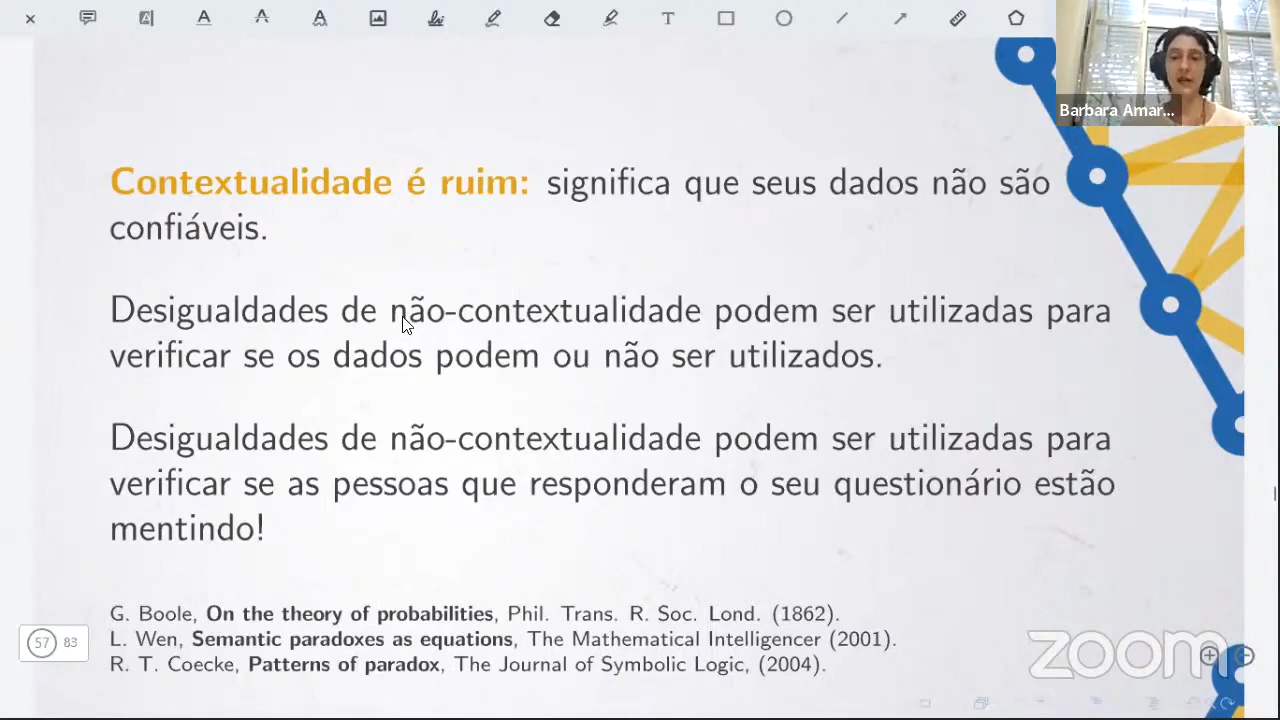 Barbara Amar...
Contextualidade é ruim: significa que seus dados não são
confiáveis.
Desigualdades de não-contextualidade podem ser utilizadas para
verificar se os dados podem ou não ser utilizados.
Desigualdades de não-contextualidade podem ser utilizadas para
verificar se as pessoas que responderam o seu questionário estão
mentindo!
G. Boole, On the theory of probabilities, Phil. Trans. R. Soc. Lond. (1862).
L. Wen, Semantic paradoxes as equations, The Mathematical Intelligencer (2001).
R. T. Coecke, Patterns of paradox, The Journal of Symbolic Logic, (2004).
57 83
zoom